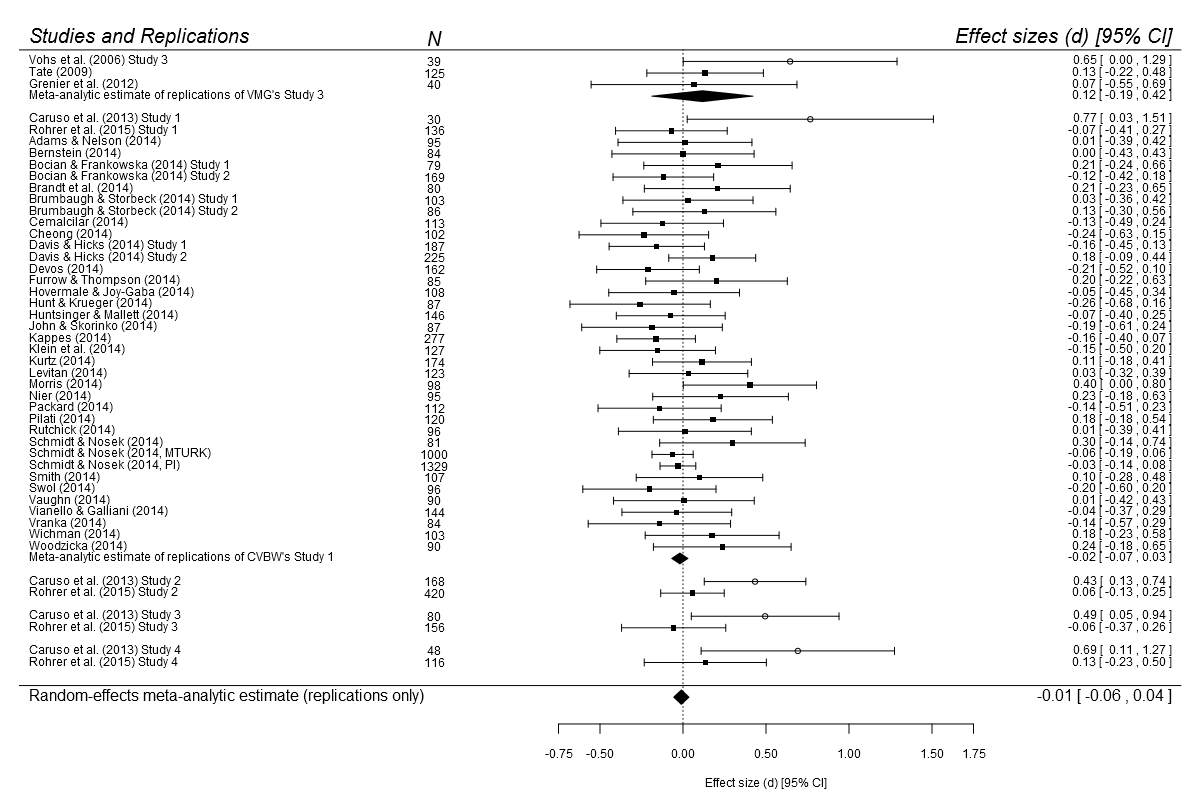 Studies and Replications N Effect sizes (d) [95% CI]
Vohs et al. (2006) Study 3 39 0.65 [ 0.00 , 1.29 ]
Tate (2009) 125 0.13 [ -0.22 , 0.48 ]
Grenier et al. (2012) 40 0.07 [ -0.55 , 0.69 ]
Meta-analytic estimate of replications of VMG's Study 3 0.12 [ -0.19 , 0.42 ]
Caruso et al. (2013) Study 1 30 0.77 [ 0.03 , 1.51 ]
Rohrer et al. (2015) Study 1 136 -0.07 [ -0.41 , 0.27 ]
Adams & Nelson (2014) 95 0.01 [ -0.39 , 0.42 ]
Bernstein (2014) 84 0.00 [ -0.43 , 0.43 ]
Bocian & Frankowska (2014) Study 1 79 0.21 [ -0.24 , 0.66 ]
Bocian & Frankowska (2014) Study 2 169 -0.12 [ -0.42 , 0.18 ]
Brandt et al. (2014) 80 0.21 [ -0.23 , 0.65 ]
Brumbaugh & Storbeck (2014) Study 1 103 0.03 [ -0.36 , 0.42 ]
Brumbaugh & Storbeck (2014) Study 2 86 0.13 [ -0.30 , 0.56 ]
Cemalcilar (2014) 113 -0.13 [ -0.49 , 0.24 ]
Cheong (2014) 102 -0.24 [ -0.63 , 0.15 ]
Davis & Hicks (2014) Study 1 187 -0.16 [ -0.45 , 0.13 ]
Davis & Hicks (2014) Study 2 225 0.18 [ -0.09 , 0.44 ]
Devos (2014) 162 -0.21 [ -0.52 , 0.10 ]
Furrow & Thompson (2014) 85 0.20 [ -0.22 , 0.63 ]
Hovermale & Joy-Gaba (2014) 108 -0.05 [ -0.45 , 0.34 ]
Hunt & Krueger (2014) 87 -0.26 [ -0.68 , 0.16 ]
Huntsinger & Mallett (2014) 146 -0.07 [ -0.40 , 0.25 ]
John & Skorinko (2014) 87 -0.19 [ -0.61 , 0.24 ]
Kappes (2014) 277 -0.16 [ -0.40 , 0.07 ]
Klein et al. (2014) 127 -0.15 [ -0.50 , 0.20 ]
Kurtz (2014) 174 0.11 [ -0.18 , 0.41 ]
Levitan (2014) 123 0.03 [ -0.32 , 0.39 ]
Morris (2014) 98 0.40 [ 0.00 , 0.80 ]
Nier (2014) 95 0.23 [ -0.18 , 0.63 ]
Packard (2014) 112 -0.14 [ -0.51 , 0.23 ]
Pilati (2014) 120 0.18 [ -0.18 , 0.54 ]
Rutchick (2014) 96 0.01 [ -0.39 , 0.41 ]
Schmidt & Nosek (2014) 81 0.30 [ -0.14 , 0.74 ]
Schmidt & Nosek (2014, MTURK) 1000 -0.06 [ -0.19 , 0.06 ]
Schmidt & Nosek (2014, PI) 1329 -0.03 [ -0.14 , 0.08 ]
Smith (2014) 107 0.10 [ -0.28 , 0.48 ]
Swol (2014) 96 -0.20 [ -0.60 , 0.20 ]
Vaughn (2014) 90 0.01 [ -0.42 , 0.43 ]
Vianello & Galliani (2014) 144 -0.04 [ -0.37 , 0.29 ]
Vranka (2014) 84 -0.14 [ -0.57 , 0.29 ]
Wichman (2014) 103 0.18 [ -0.23 , 0.58 ]
Woodzicka (2014) 90 0.24 [ -0.18 , 0.65 ]
Meta-analytic estimate of replications of CVBW's Study 1 -0.02 [ -0.07 , 0.03 ]
Caruso et al. (2013) Study 2 168 0.43 [ 0.13 , 0.74 ]
Rohrer et al. (2015) Study 2 420 0.06 [ -0.13 , 0.25 ]
Caruso et al. (2013) Study 3 80 0.49 [ 0.05 , 0.94 ]
Rohrer et al. (2015) Study 3 156 -0.06 [ -0.37 , 0.26 ]
Caruso et al. (2013) Study 4 48 0.69 [ 0.11 , 1.27 ]
Rohrer et al. (2015) Study 4 116 0.13 [ -0.23 , 0.50 ]
Random-effects meta-analytic estimate (replications only) -0.01 [ -0.06 , 0.04 ]
-0.75 -0.50 0.00 0.50 1.00 1.50 1.75
Effect size (d) [95% CI]